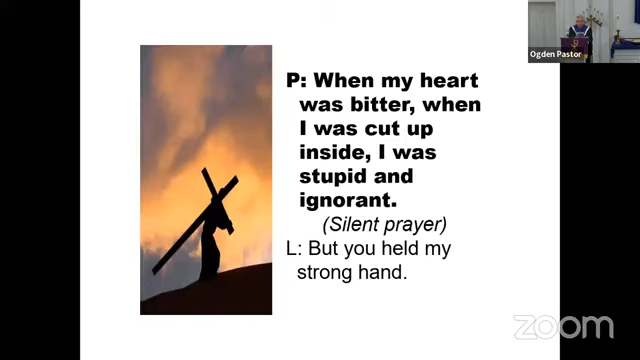 Ogden Pastor
P: When my heart
was bitter, when
I was cut up
inside, I was
stupid and
ignorant.
(Silent prayer)
L: But you held my
strong hand.
zoom